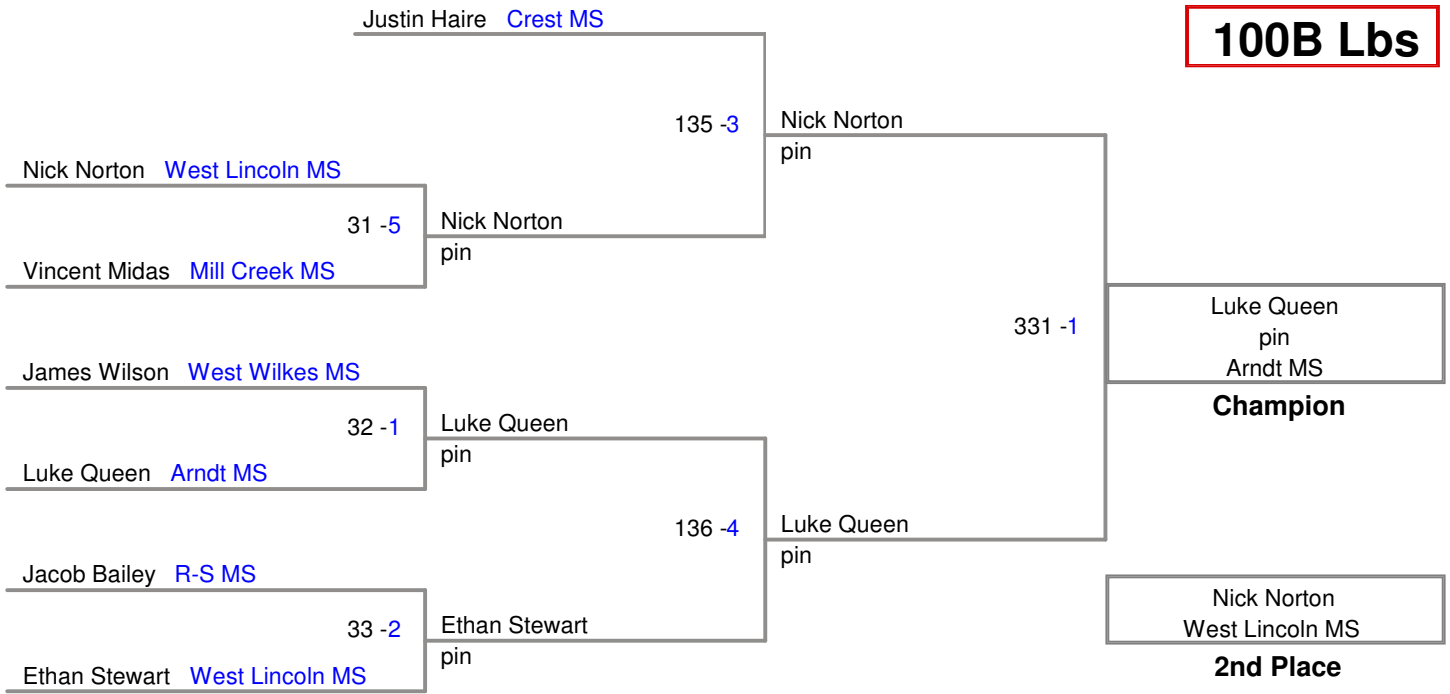 Justin Haire Crest MS
100B Lbs
135 -3
Nick Norton
pin
Nick Norton West Lincoln MS
31 -5
Nick Norton
pin
Vincent Midas Mill Creek MS
331 -1
Luke Queen
pin
Arndt MS
Champion
James Wilson West Wilkes MS
32 -1
Luke Queen
pin
Luke Queen Arndt MS
136 -4
Luke Queen
pin
Jacob Bailey R-S MS
33 -2
Ethan Stewart
pin
Ethan Stewart West Lincoln MS
Nick Norton
West Lincoln MS
2nd Place